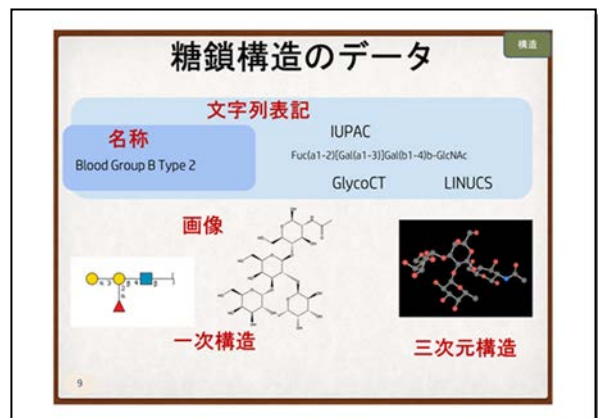 構造
糖鎖構造のデータ
文字列表記
名称
IUPAC
Blood Group B Type 2
Fuc(a1-2)[Gal(a1-3)]Gal(b1-4)b-GlcNAc
GlycoCT LINUCS
画像
一次構造
三次元構造
9